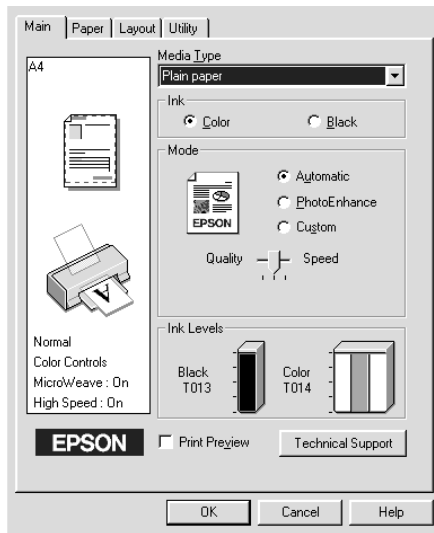 Main Paper Layout Utility
A4
Media Type
Plain paper
Ink
Color Black
Mode
EPSON
Automatic
PhotoEnhance
Custom
Quality Speed
A
Normal
Color Controls
MicroWeave : On
High Speed : On
Ink Levels
Black
T013
Color
T014
EPSON
Print Preview
Technical Support
OK Cancel Help